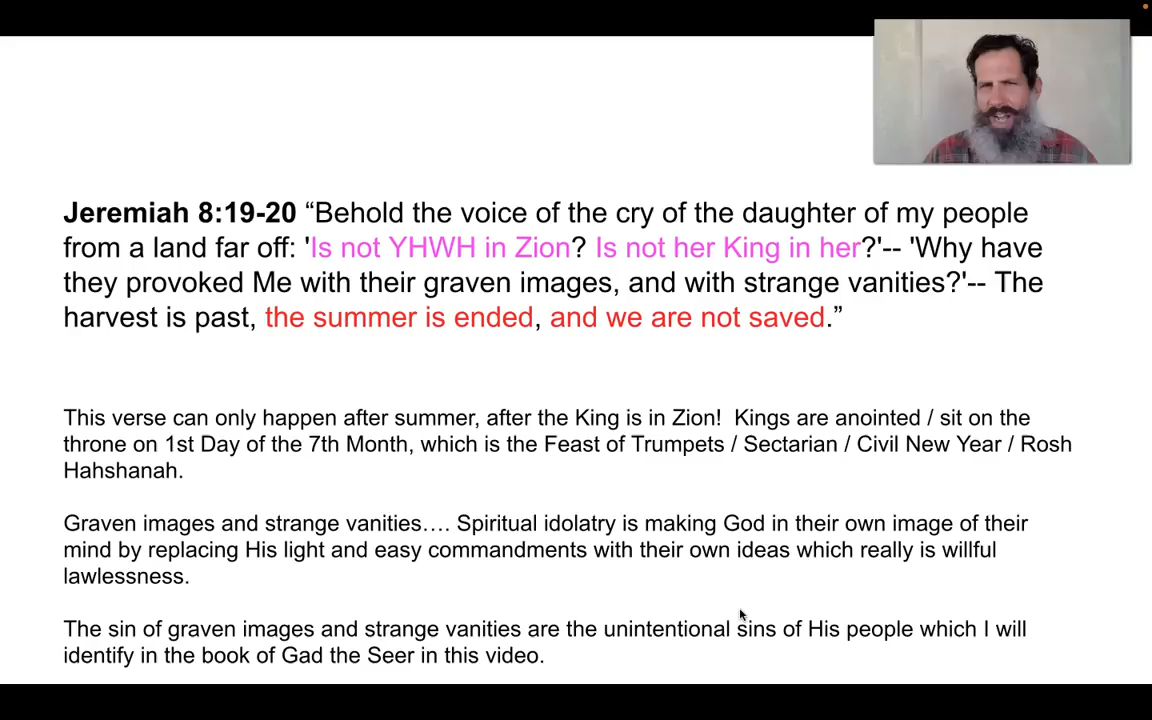 Jeremiah 8:19-20 “Behold the voice of the cry of the daughter of my people
from a land far off: 'Is not YHWH in Zion? Is not her King in her?'-- 'Why have
they provoked Me with their graven images, and with strange vanities?'-- The
harvest is past, the summer is ended, and we are not saved.”
This verse can only happen after summer, after the King is in Zion! Kings are anointed / sit on the
throne on 1st Day of the 7th Month, which is the Feast of Trumpets / Sectarian / Civil New Year / Rosh
Hahshanah.
Graven images and strange vanities…. Spiritual idolatry is making God in their own image of their
mind by replacing His light and easy commandments with their own ideas which really is willful
lawlessness.
The sin of graven images and strange vanities are the unintentional sins of His people which I will
identify in the book of Gad the Seer in this video.